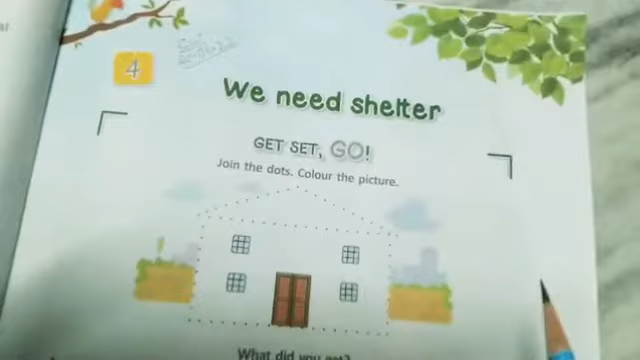 4
We need shelter
GET SET, GO!
Join the dots. Colour the picture.
What did you get?